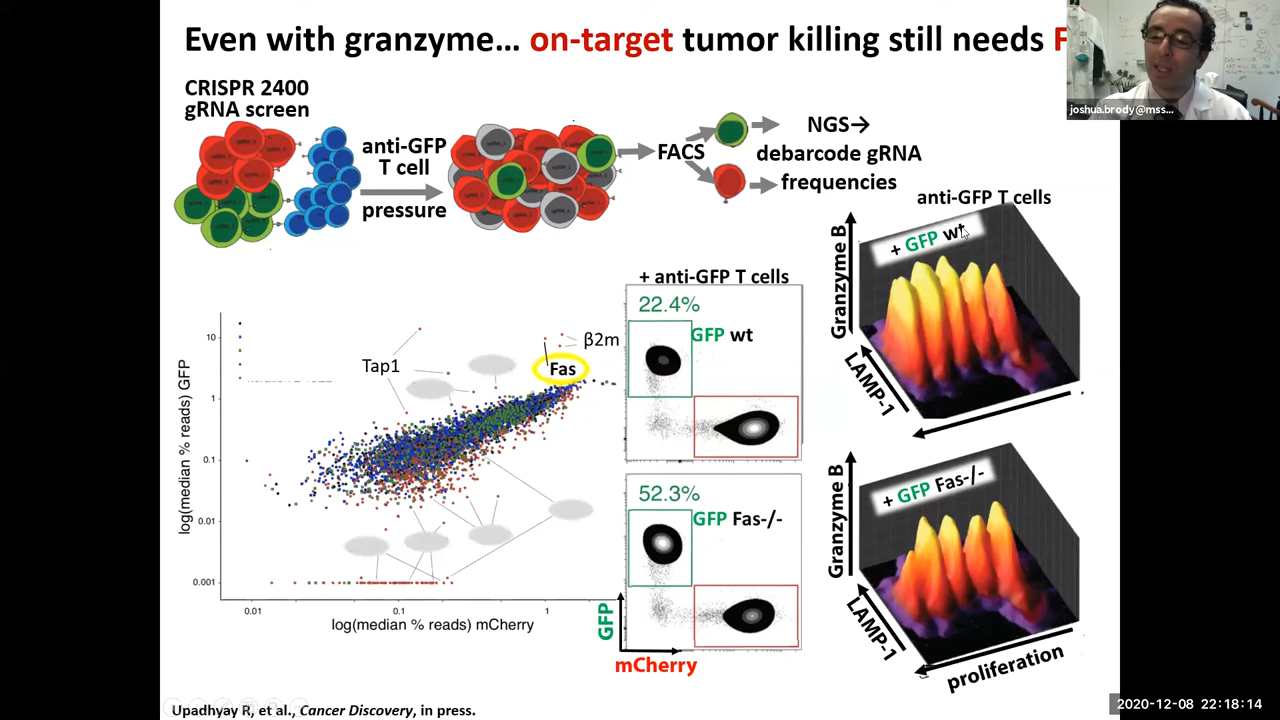 Even with granzyme... on-target tumor killing still needs F
joshua.brody@mss...
CRISPR 2400
gRNA screen
anti-GFP
T cell
pressure
FACS
NGS→
debarcode gRNA
frequencies
anti-GFP T cells
+ GFP wt
Granzyme B
LAMP-1
+ anti-GFP T cells
22.4%
GFP wt
52.3%
GFP Fas-/-
GFP
mCherry
log(median % reads) GFP
10
1
0.1
0.01
0.001
Tap1
β2m
Fas
0.01
0.1
1
log(median % reads) mCherry
+ GFP Fas-/-
Granzyme B
LAMP-1
proliferation
Upadhyay R, et al., Cancer Discovery, in press.
2020-12-08 22:18:14